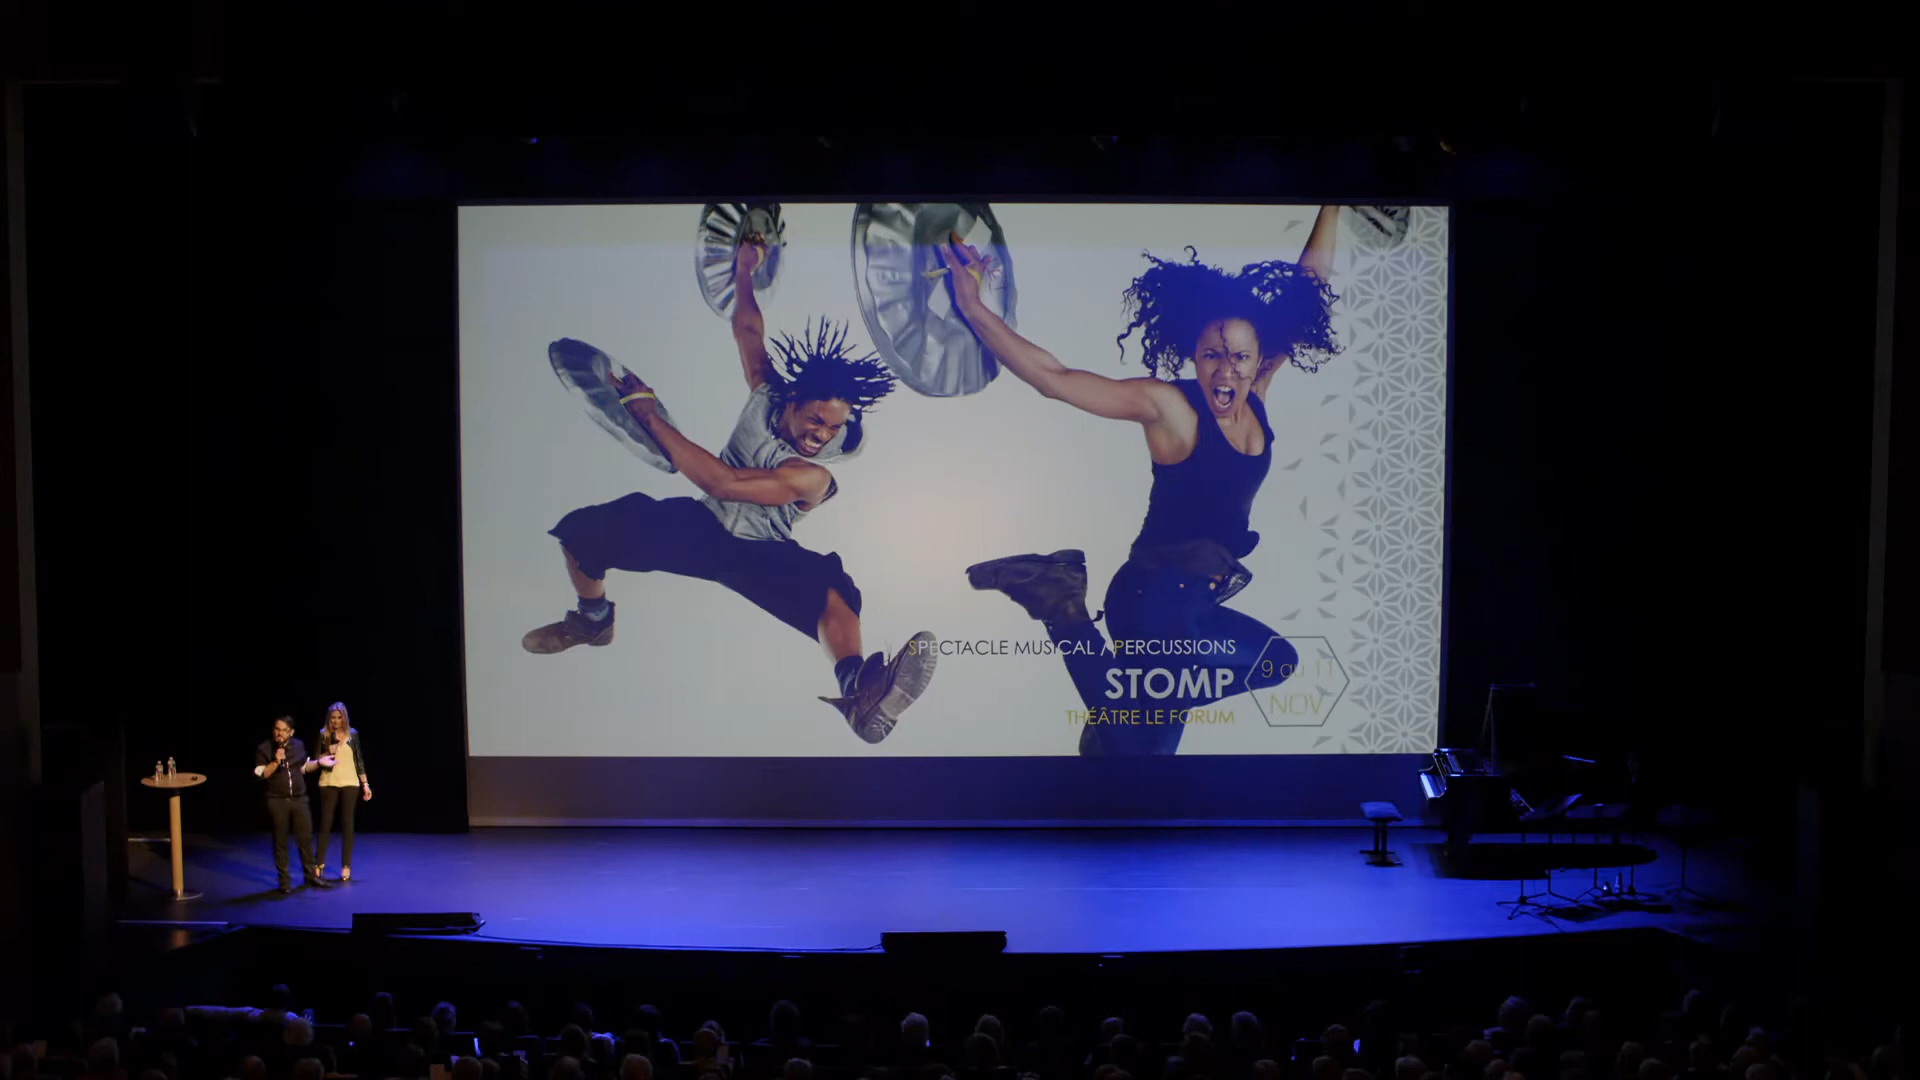 SPECTACLE MUSICAL / PERCUSSIONS
STOMP
THÉÂTRE LE FORUM
9 au 11
NOV